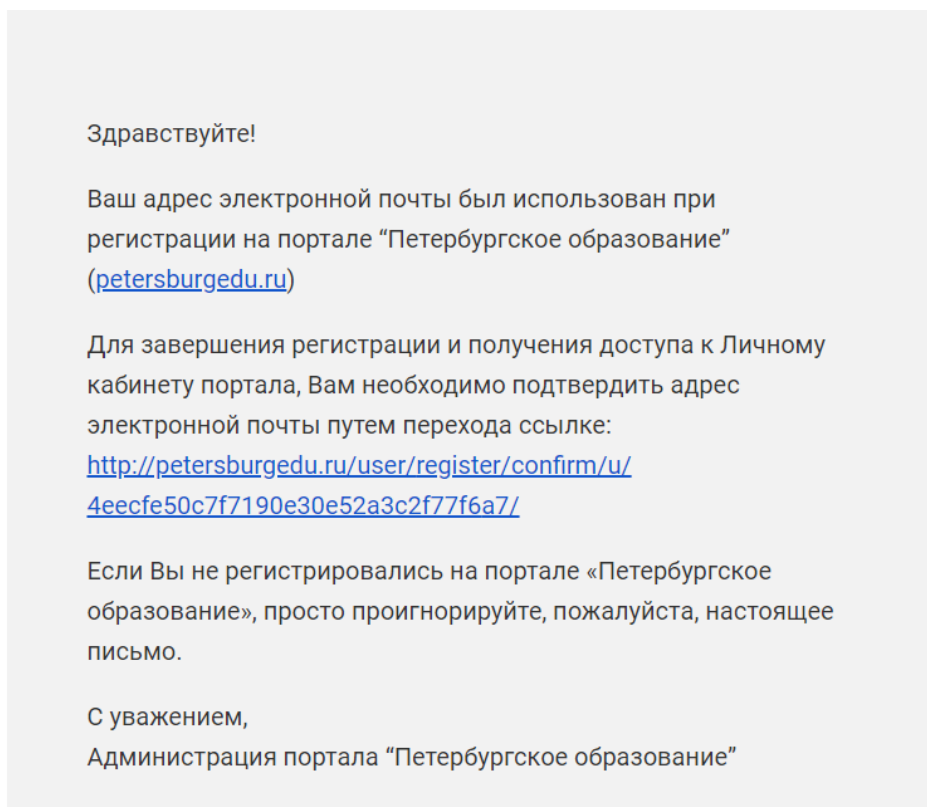 Здравствуйте!
Ваш адрес электронной почты был использован при
регистрации на портале “Петербургское образование”
(petersburgedu.ru)
Для завершения регистрации и получения доступа к Личному
кабинету портала, Вам необходимо подтвердить адрес
электронной почты путем перехода ссылке:
http://petersburgedu.ru/user/register/confirm/u/
4eecfe50c7f7190e30e52a3c2f77f6a7/
Если Вы не регистрировались на портале «Петербургское
образование», просто проигнорируйте, пожалуйста, настоящее
письмо.
С уважением,
Администрация портала “Петербургское образование”